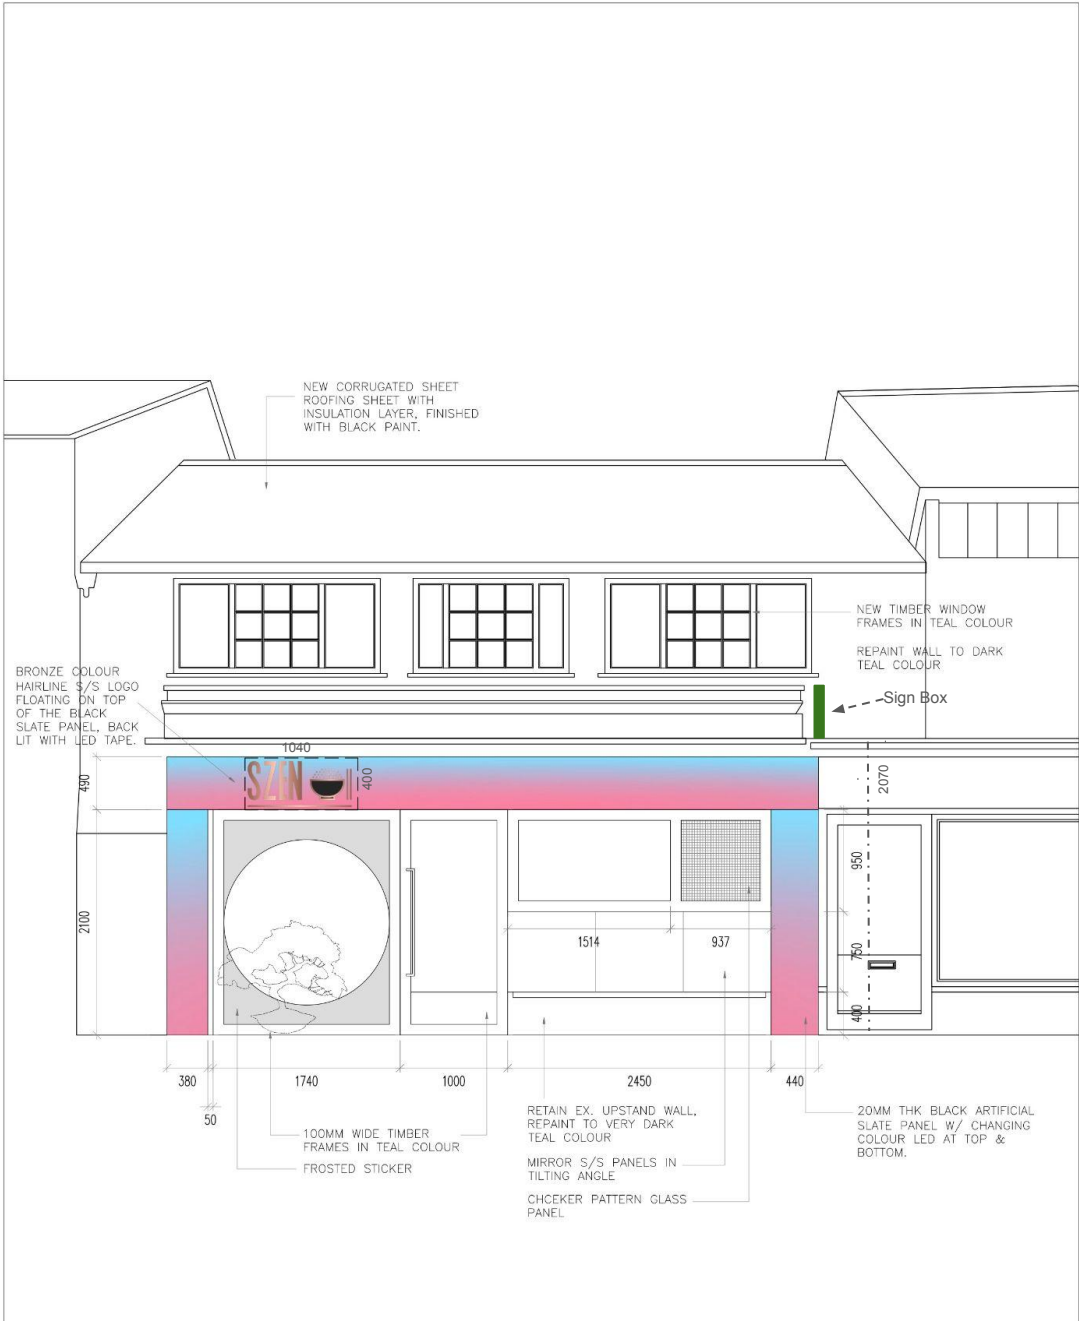 NEW CORRUGATED SHEET
ROOFING SHEET WITH
INSULATION LAYER, FINISHED
WITH BLACK PAINT.
NEW TIMBER WINDOW
FRAMES IN TEAL COLOUR
REPAINT WALL TO DARK
TEAL COLOUR
BRONZE COLOUR
HAIRLINE S/S LOGO
FLOATING ON TOP
OF THE BLACK
SLATE PANEL, BACK
LIT WITH LED TAPE.
Sign Box
1040
490
SZEN
400
2070
2100
950
750
400
1514
937
380
1740
1000
2450
440
50
100MM WIDE TIMBER
FRAMES IN TEAL COLOUR
FROSTED STICKER
RETAIN EX. UPSTAND WALL,
REPAINT TO VERY DARK
TEAL COLOUR
MIRROR S/S PANELS IN
TILTING ANGLE
CHCEKER PATTERN GLASS
PANEL
20MM THK BLACK ARTIFICIAL
SLATE PANEL W/ CHANGING
COLOUR LED AT TOP &
BOTTOM.